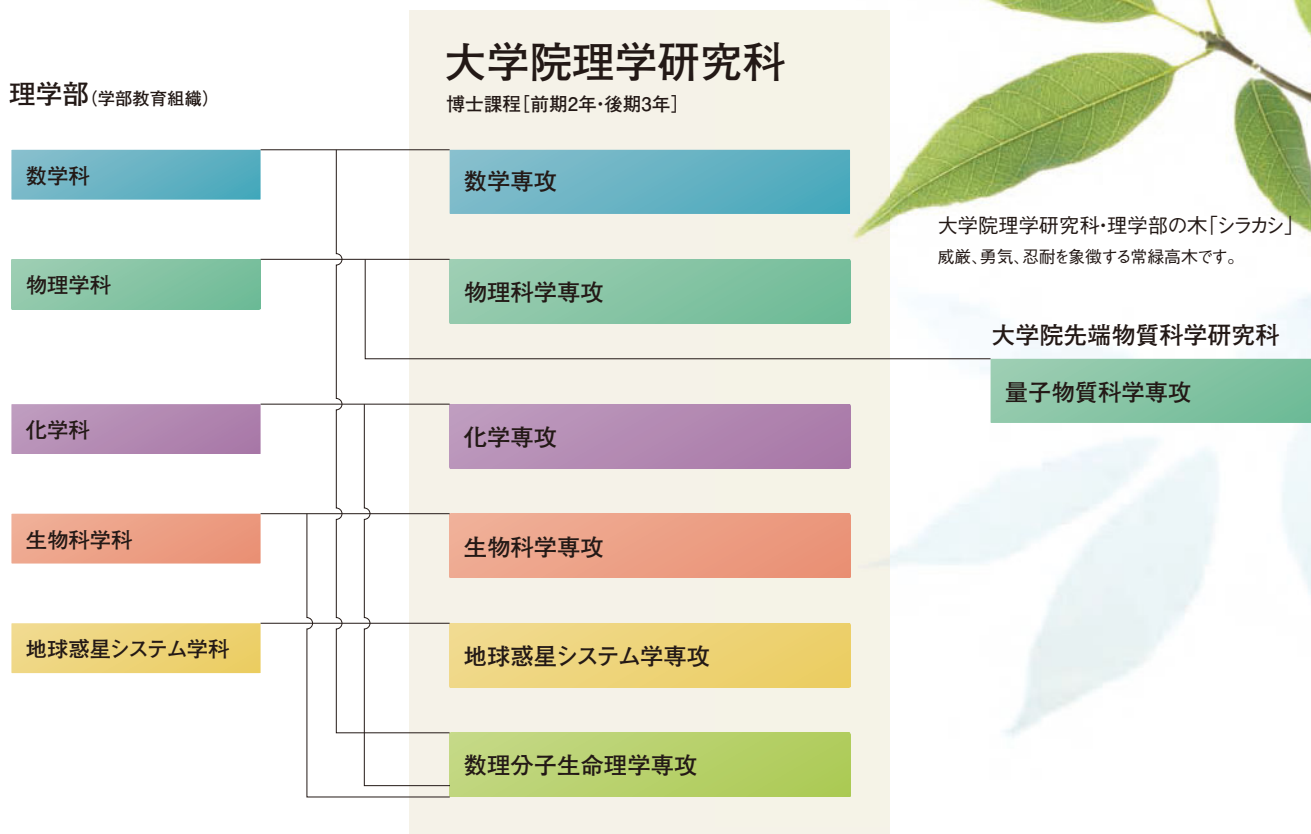 理学部(学部教育組織)
数学科
物理学科
化学科
生物科学科
地球惑星システム学科
大学院理学研究科
博士課程[前期2年・後期3年]
数学専攻
物理科学専攻
化学専攻
生物科学専攻
地球惑星システム学専攻
数理分子生命理学専攻
大学院理学研究科・理学部の木「シラカシ」
威厳、勇気、忍耐を象徴する常緑高木です。
大学院先端物質科学研究科
量子物質科学専攻